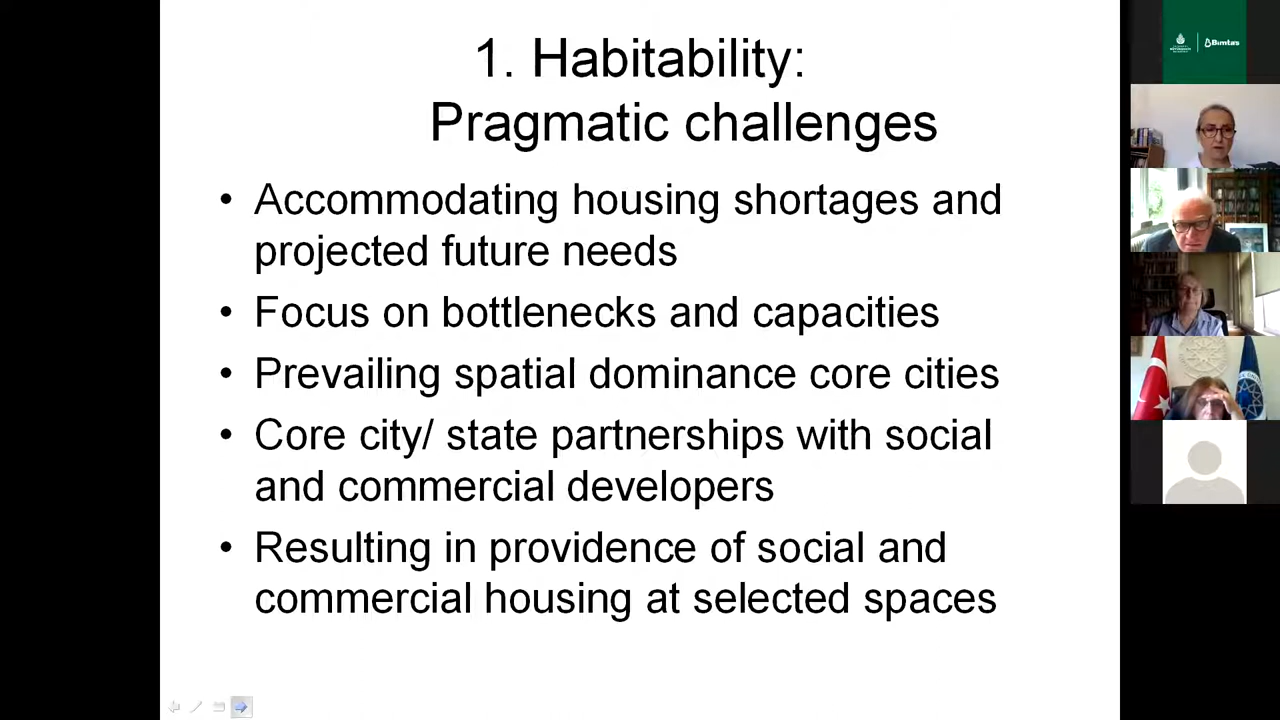 1. Habitability:
Pragmatic challenges
• Accommodating housing shortages and
projected future needs
• Focus on bottlenecks and capacities
• Prevailing spatial dominance core cities
• Core city/ state partnerships with social
and commercial developers
• Resulting in providence of social and
commercial housing at selected spaces
Bimtaş